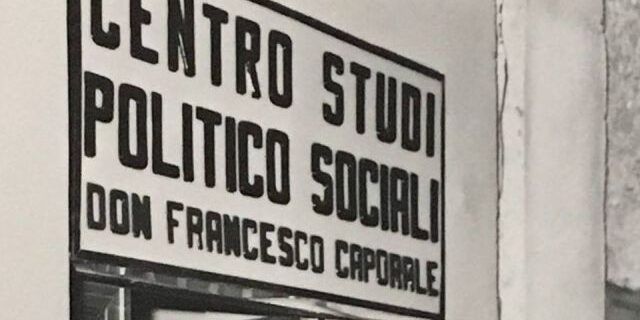 CENTRO STUDI
POLITICO SOCIALI
DON FRANCESCO CAPORALE